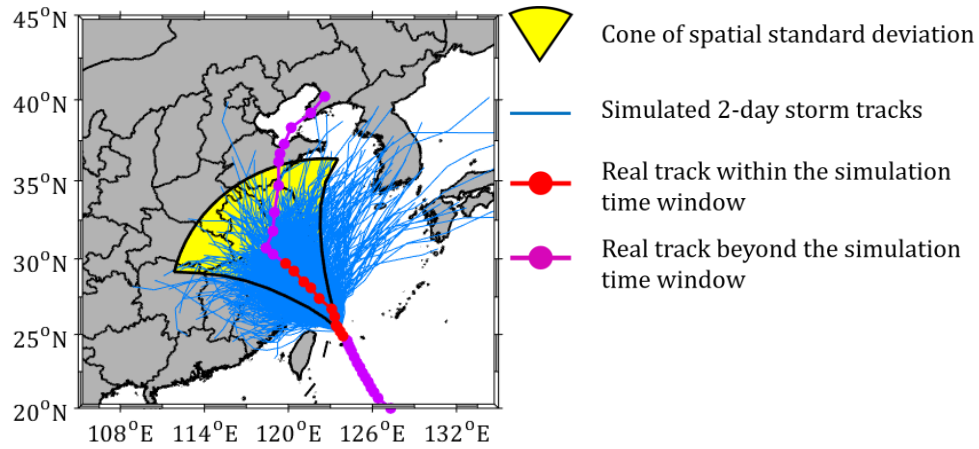 45°N
40°N
35°N
30°N
25°N
20°N
108°E 114°E 120°E 126°E 132°E
Cone of spatial standard deviation
Simulated 2-day storm tracks
Real track within the simulation
time window
Real track beyond the simulation
time window